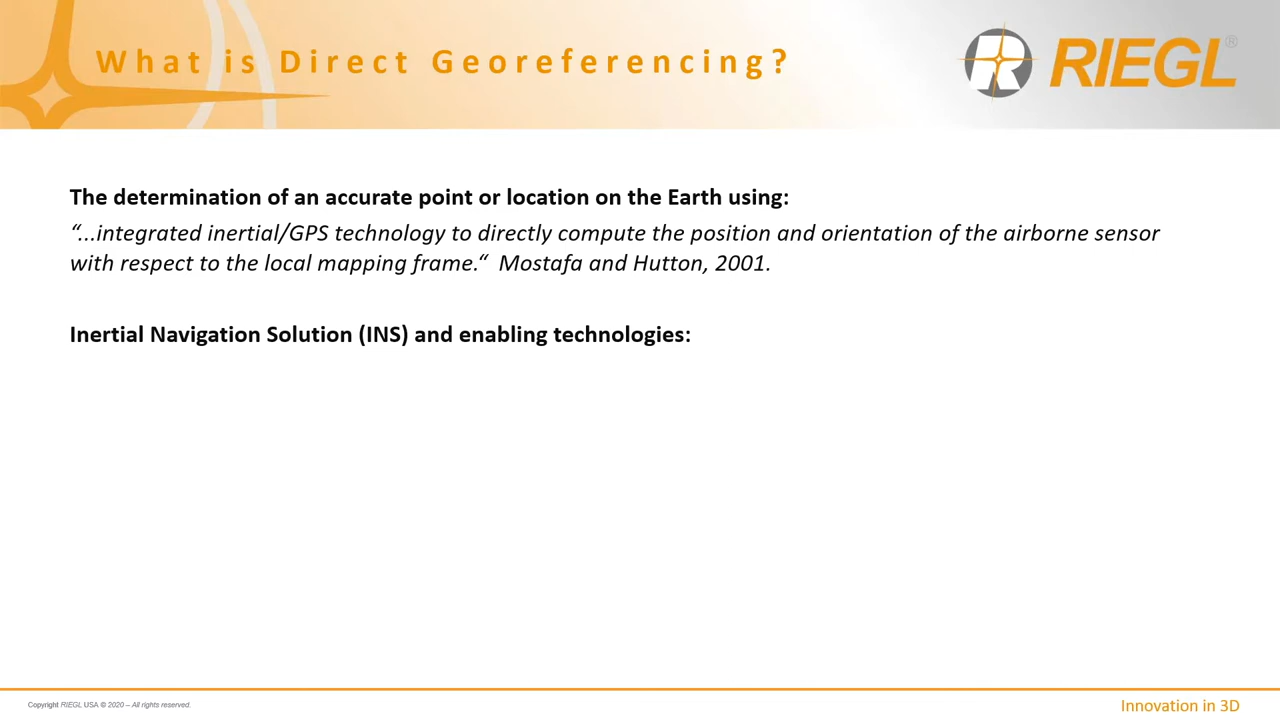 What is Direct Georeferencing?
RIEGL®
The determination of an accurate point or location on the Earth using:
“...integrated inertial/GPS technology to directly compute the position and orientation of the airborne sensor
with respect to the local mapping frame.“ Mostafa and Hutton, 2001.
Inertial Navigation Solution (INS) and enabling technologies:
Copyright RIEGL USA © 2020 – All rights reserved.
Innovation in 3D